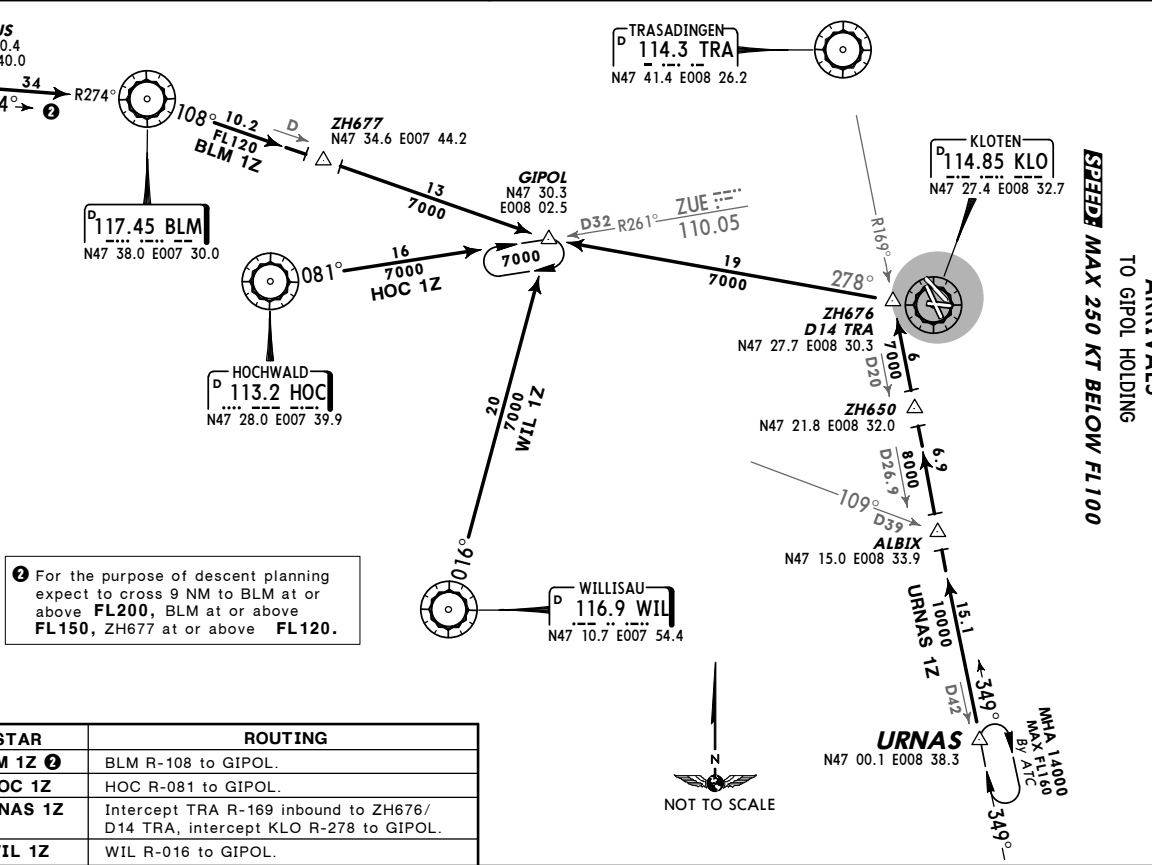 US
0.4
40.0
34
4°
2
R274°
108°
10.2
FL120
BLM 1Z
D
ZH677
N47 34.6 E007 44.2
D
117.45 BLM
N47 38.0 E007 30.0
13
7000
GIPOL
N47 30.3
E008 02.5
7000
D32 R261°
ZUE
110.05
TRASADINGEN
D
114.3 TRA
N47 41.4 E008 26.2
KLOTEN
D
114.85 KLO
N47 27.4 E008 32.7
R169°
19
7000
278°
ZH676
D14 TRA
N47 27.7 E008 30.3
081°
16
7000
HOC 1Z
HOCHWALD
D
113.2 HOC
N47 28.0 E007 39.9
20
7000
WIL 1Z
016°
WILLISAU
D
116.9 WIL
N47 10.7 E007 54.4
6
7000
D20
ZH650
N47 21.8 E008 32.0
6.9
8000
D26.9
109°
D39
ALBIX
N47 15.0 E008 33.9
15.1
10000
URNAS 1Z
D42
349°
URNAS
N47 00.1 E008 38.3
MHA 14000
MAX FL160
By ATC
349°
ARRIVALS
TO GIPOL HOLDING
SPEED: MAX 250 KT BELOW FL100
2 For the purpose of descent planning
expect to cross 9 NM to BLM at or
above FL200, BLM at or above
FL150, ZH677 at or above FL120.
N
NOT TO SCALE
STAR ROUTING
M 1Z 2 BLM R-108 to GIPOL.
OC 1Z HOC R-081 to GIPOL.
NAS 1Z Intercept TRA R-169 inbound to ZH676/
D14 TRA, intercept KLO R-278 to GIPOL.
IL 1Z WIL R-016 to GIPOL.